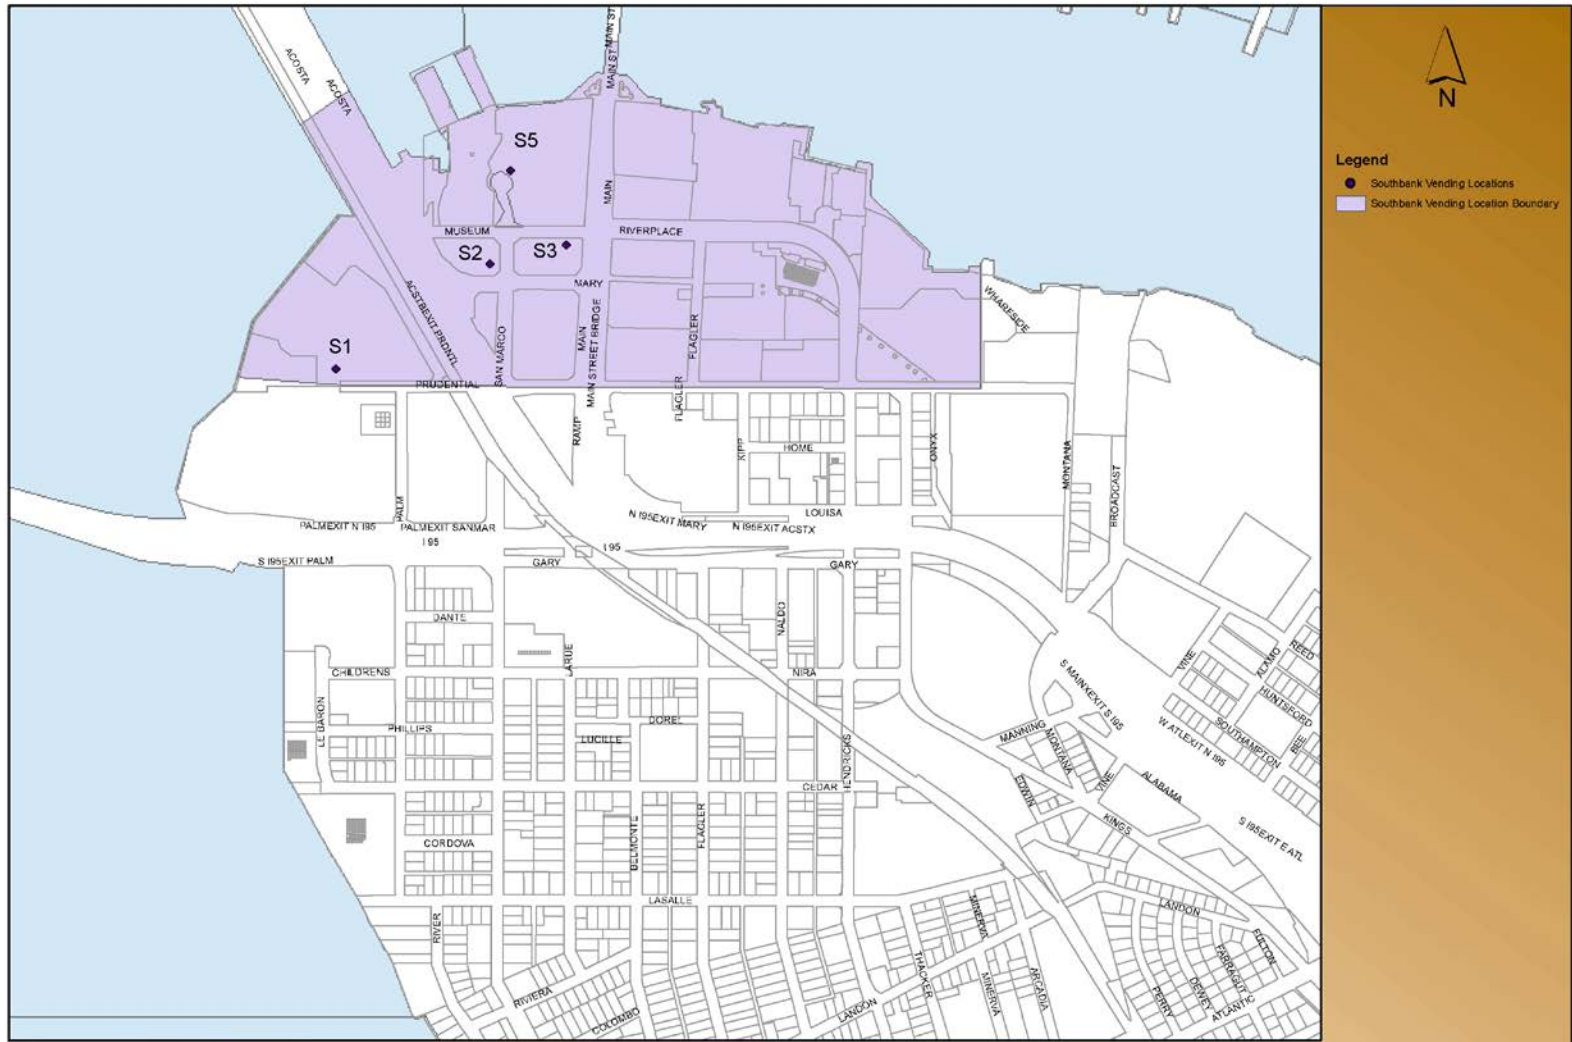 ACOSTA
ACOSTA
MAIN ST
MAIN ST
N
Legend
Southbank Vending Locations
Southbank Vending Location Boundary
S5
MAIN
MUSEUM
RIVERPLACE
S2
S3
MARY
WHARFSIDE
ACSTBEXIT PRDNTL
MAIN STREET BRIDGE
MAIN
FLAGLER
SAN MARCO
S1
PRUDENTIAL
FLAGLER
RAMP
KIPP
HOME
ONYX
MONTANA
BROADCAST
PALM
LOUISA
N I95EXIT MARY
N I95EXIT ACSTX
PALMEXIT N I95
PALMEXIT SANMAR
I 95
I 95
S I95EXIT PALM
GARY
GARY
DANTE
NALDO
LARUE
CHILDRENS
NIRA
VINE
ALAMO
REED
S MAINXEXIT S I95
HUNTSFORD
LE BARON
PHILLIPS
DOREL
LUCILLE
HENDRICKS
MANNING
MONTANA
W ATLEXIT N I95
SOUTHAMPTON
BEE
CEDAR
EDWIN
VINE
ALABAMA
KINGS
S I95EXIT E ATL
CORDOVA
BELMONTE
FLAGLER
LASALLE
RIVER
MINERVA
LANDON
FULTON
FARRAGUT
DEWEY
PERRY
ATLANTIC
THACKER
MINERVA
ARCADIA
RIVIERA
COLOMBO
LANDON